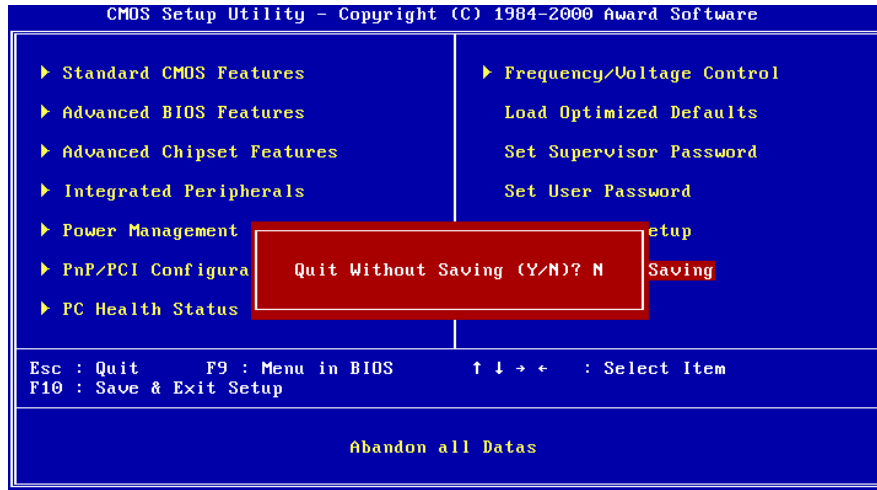 CMOS Setup Utility - Copyright (C) 1984-2000 Award Software
Standard CMOS Features
Advanced BIOS Features
Advanced Chipset Features
Integrated Peripherals
Power Management
PnP/PCI Configura
PC Health Status
Frequency/Voltage Control
Load Optimized Defaults
Set Supervisor Password
Set User Password
etup
Saving
Quit Without Saving (Y/N)? N
Esc : Quit F9 : Menu in BIOS ↑ ↓ → ← : Select Item
F10 : Save & Exit Setup
Abandon all Datas